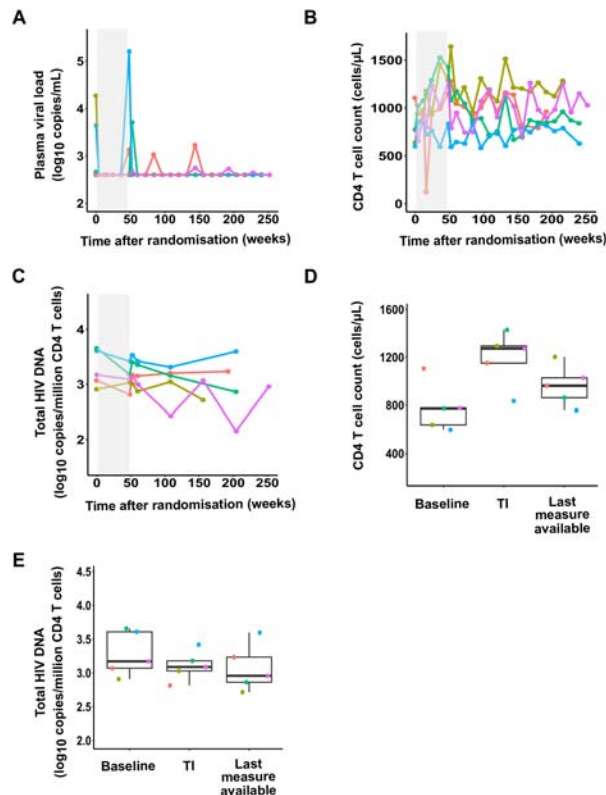 A
Plasma viral load
(log10 copies/mL)
5
4
3
2
0 50 100 150 200 250
Time after randomisation (weeks)
B
CD4 T cell count (cells/µL)
1500
1000
500
0
0 50 100 150 200 250
Time after randomisation (weeks)
C
Total HIV DNA
(log10 copies/million CD4 T cells)
4
3
2
0 50 100 150 200 250
Time after randomisation (weeks)
D
CD4 T cell count (cells/µL)
1600
1200
800
400
Baseline TI Last
measure
available
E
Total HIV DNA
(log10 copies/million CD4 T cells)
4.5
4.0
3.5
3.0
2.5
2.0
Baseline TI Last
measure
available